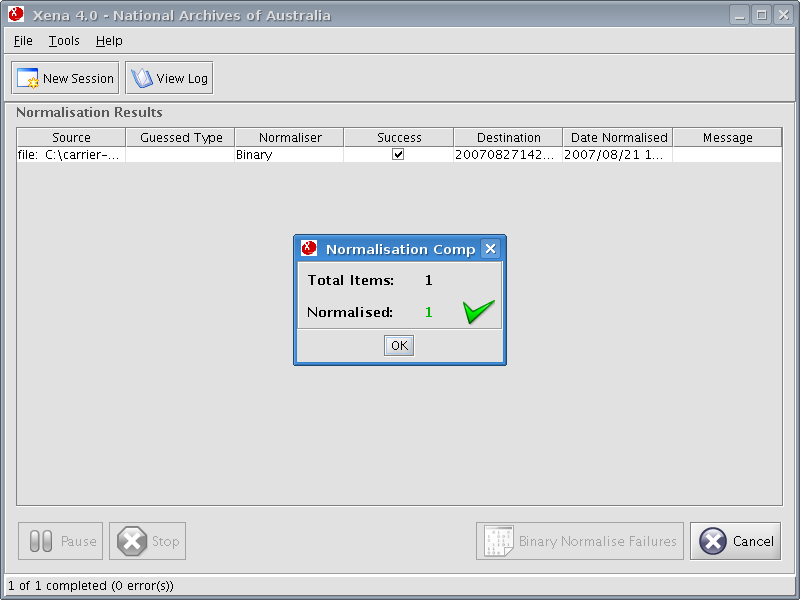 Xena 4.0 - National Archives of Australia
File Tools Help
New Session View Log
Normalisation Results
Source Guessed Type Normaliser Success Destination Date Normalised Message
file: C:\carrier-... Binary 20070827142... 2007/08/21 1...
Normalisation Comp
Total Items: 1
Normalised: 1
OK
Pause Stop Binary Normalise Failures Cancel
1 of 1 completed (0 error(s))